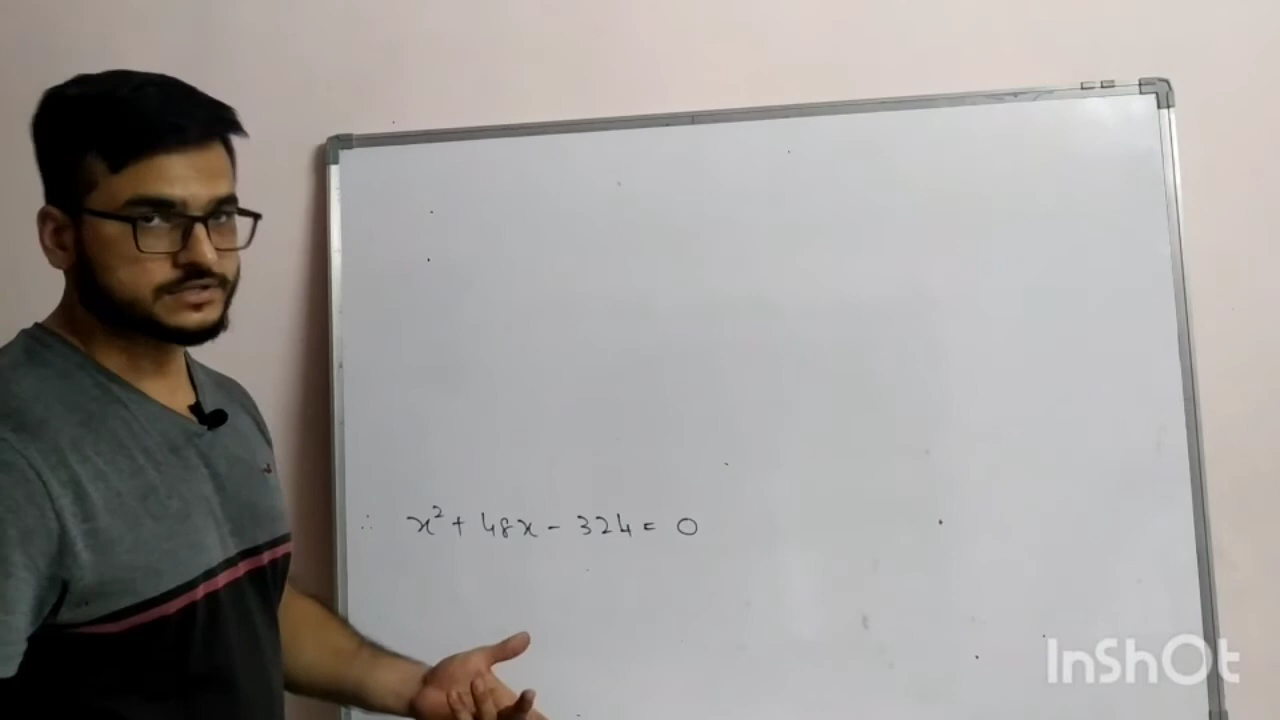 ∴ x² + 48x - 324 = 0
InShOt